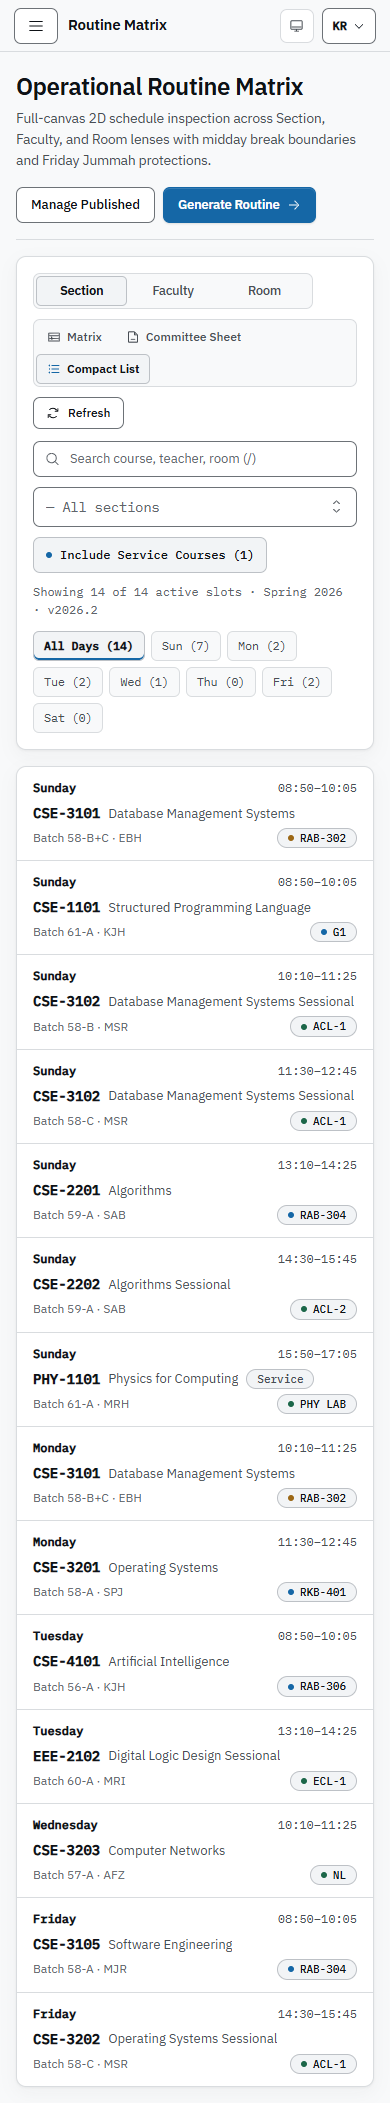 Routine Matrix
KR
Operational Routine Matrix
Full-canvas 2D schedule inspection across Section,
Faculty, and Room lenses with midday break boundaries
and Friday Jummah protections.
Manage Published
Generate Routine →
Section
Faculty
Room
Matrix
Committee Sheet
Compact List
Refresh
Search course, teacher, room (/)
— All sections
Include Service Courses (1)
Showing 14 of 14 active slots · Spring 2026
· v2026.2
All Days (14)
Sun (7)
Mon (2)
Tue (2)
Wed (1)
Thu (0)
Fri (2)
Sat (0)
Sunday 08:50–10:05
CSE-3101 Database Management Systems
Batch 58-B+C · EBH RAB-302
Sunday 08:50–10:05
CSE-1101 Structured Programming Language
Batch 61-A · KJH G1
Sunday 10:10–11:25
CSE-3102 Database Management Systems Sessional
Batch 58-B · MSR ACL-1
Sunday 11:30–12:45
CSE-3102 Database Management Systems Sessional
Batch 58-C · MSR ACL-1
Sunday 13:10–14:25
CSE-2201 Algorithms
Batch 59-A · SAB RAB-304
Sunday 14:30–15:45
CSE-2202 Algorithms Sessional
Batch 59-A · SAB ACL-2
Sunday 15:50–17:05
PHY-1101 Physics for Computing Service
Batch 61-A · MRH PHY LAB
Monday 10:10–11:25
CSE-3101 Database Management Systems
Batch 58-B+C · EBH RAB-302
Monday 11:30–12:45
CSE-3201 Operating Systems
Batch 58-A · SPJ RKB-401
Tuesday 08:50–10:05
CSE-4101 Artificial Intelligence
Batch 56-A · KJH RAB-306
Tuesday 13:10–14:25
EEE-2102 Digital Logic Design Sessional
Batch 60-A · MRI ECL-1
Wednesday 10:10–11:25
CSE-3203 Computer Networks
Batch 57-A · AFZ NL
Friday 08:50–10:05
CSE-3105 Software Engineering
Batch 58-A · MJR RAB-304
Friday 14:30–15:45
CSE-3202 Operating Systems Sessional
Batch 58-C · MSR ACL-1